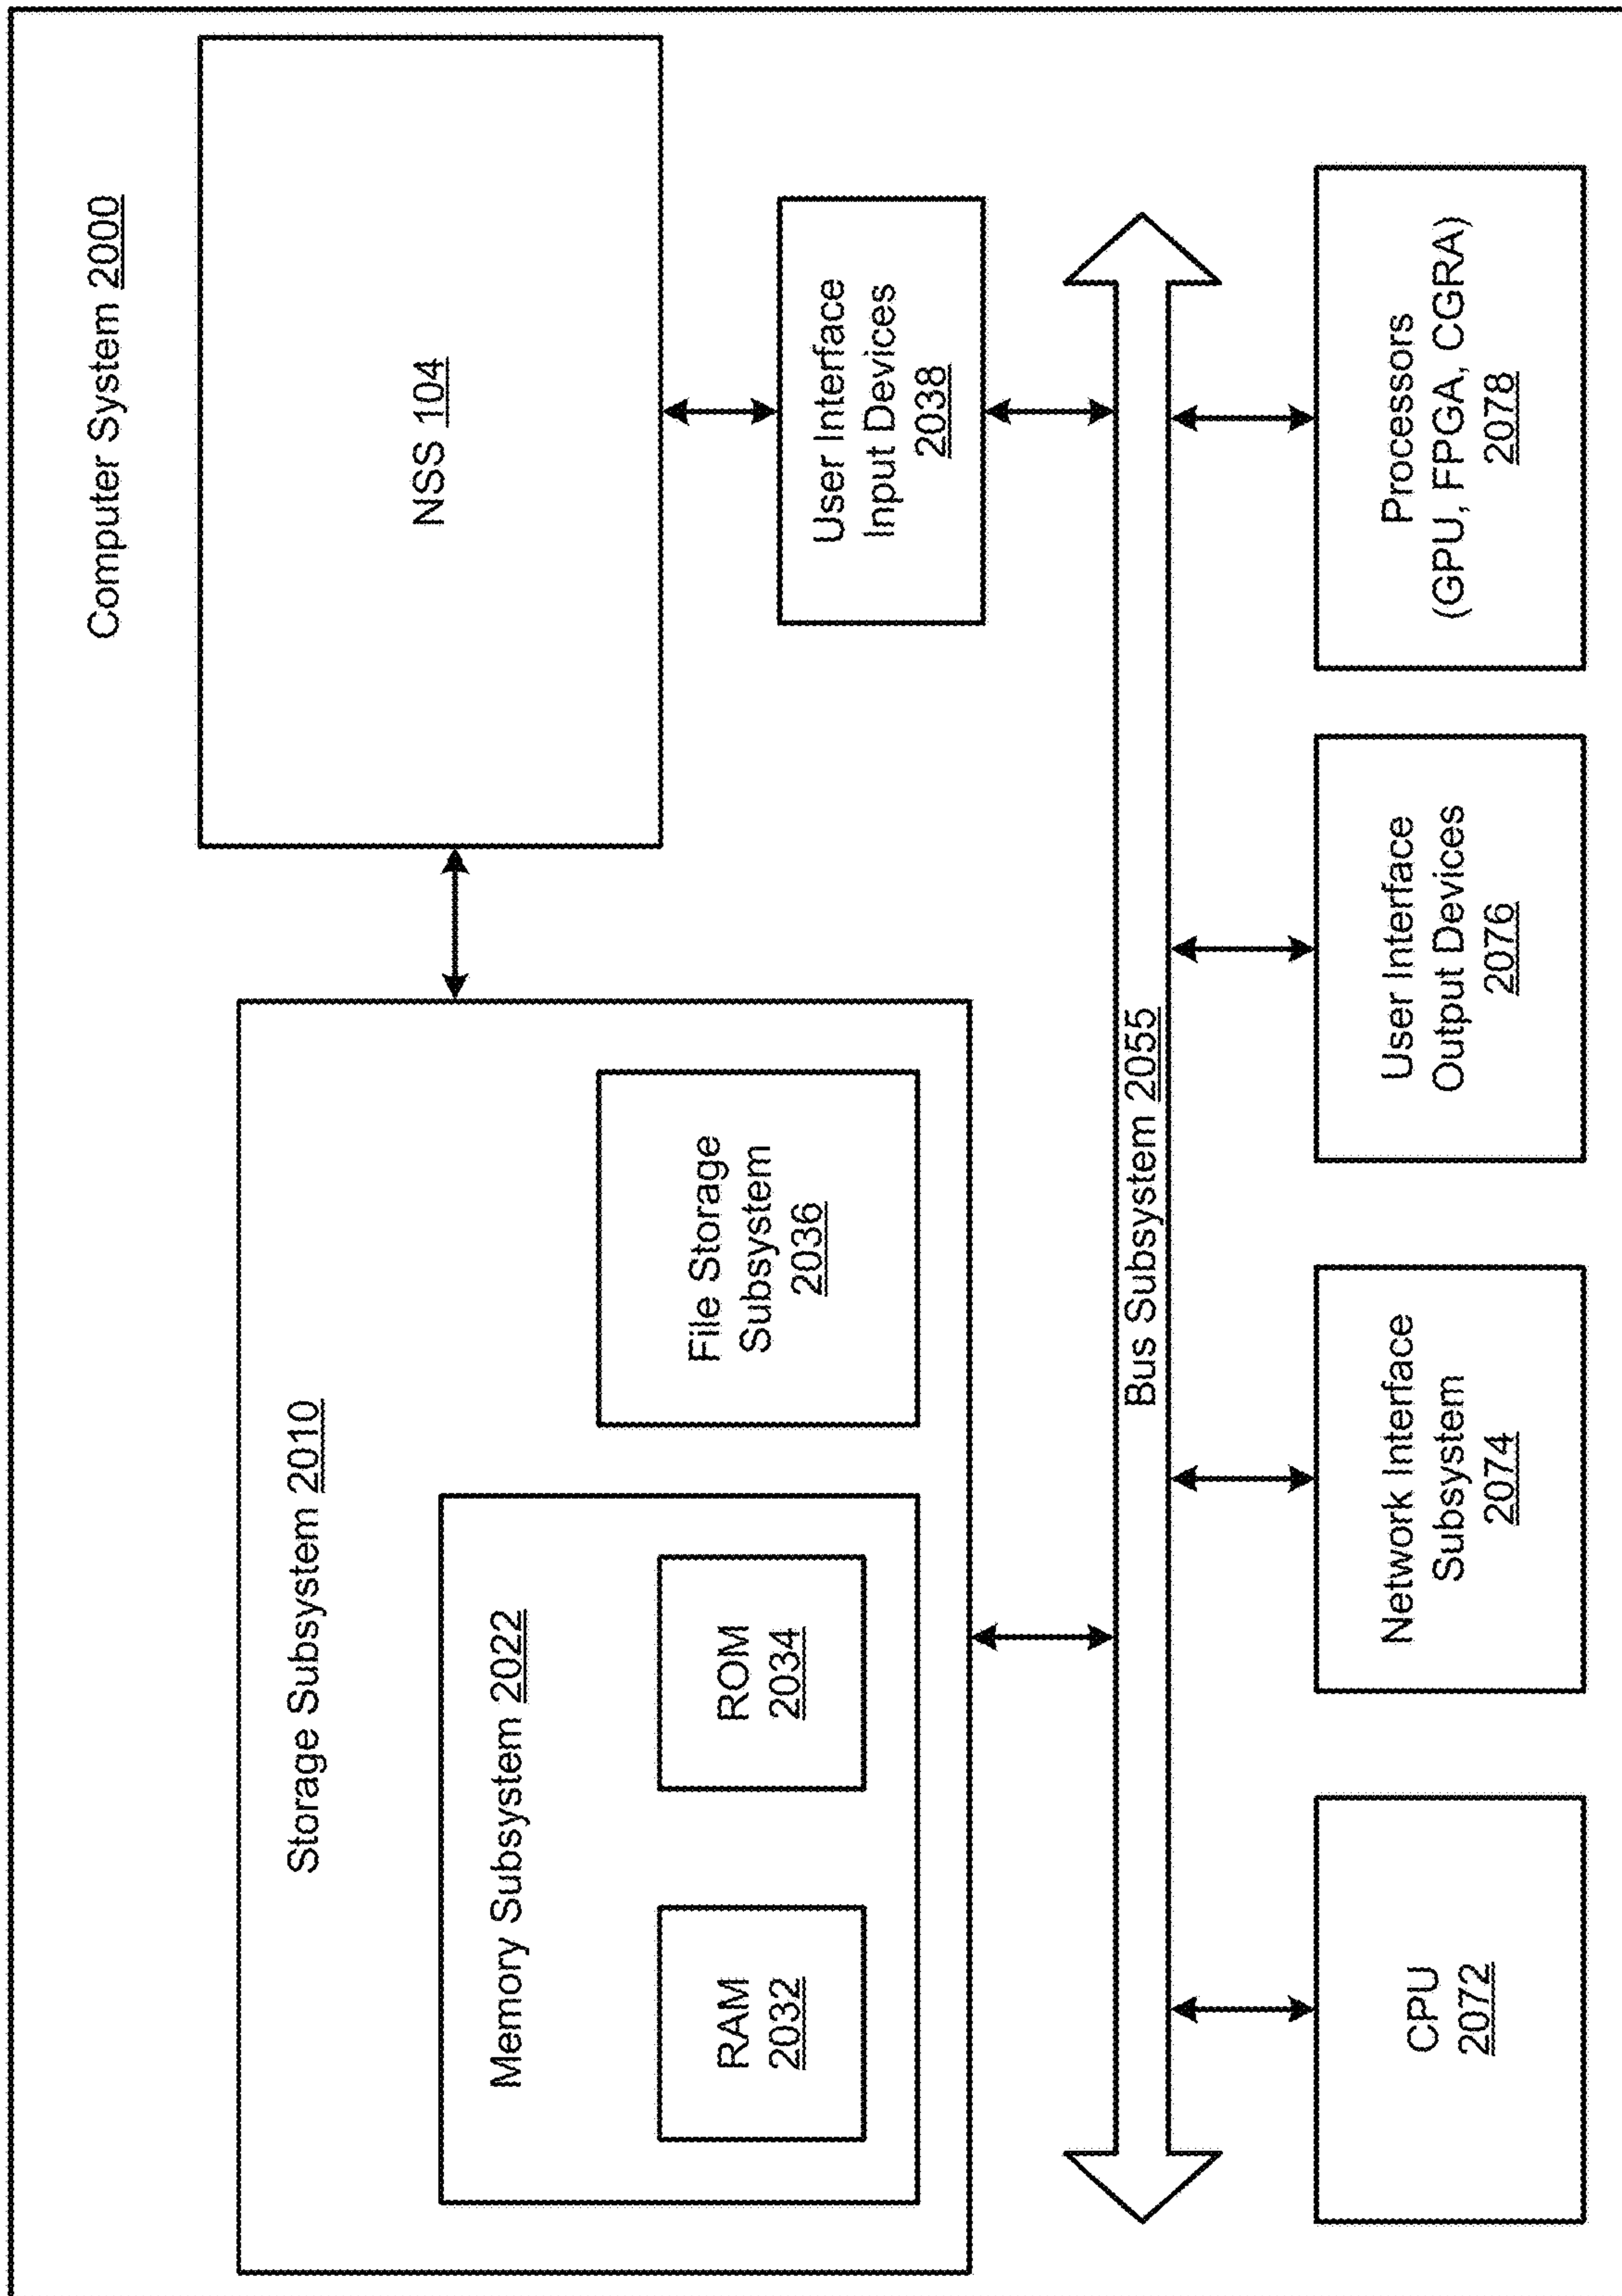 Computer System 2000
Storage Subsystem 2010
Memory Subsystem 2022
RAM
2032
ROM
2034
File Storage
Subsystem
2036
NSS 104
User Interface
Input Devices
2038
Bus Subsystem 2055
CPU
2072
Network Interface
Subsystem
2074
User Interface
Output Devices
2076
Processors
(GPU, FPGA, CGRA)
2078